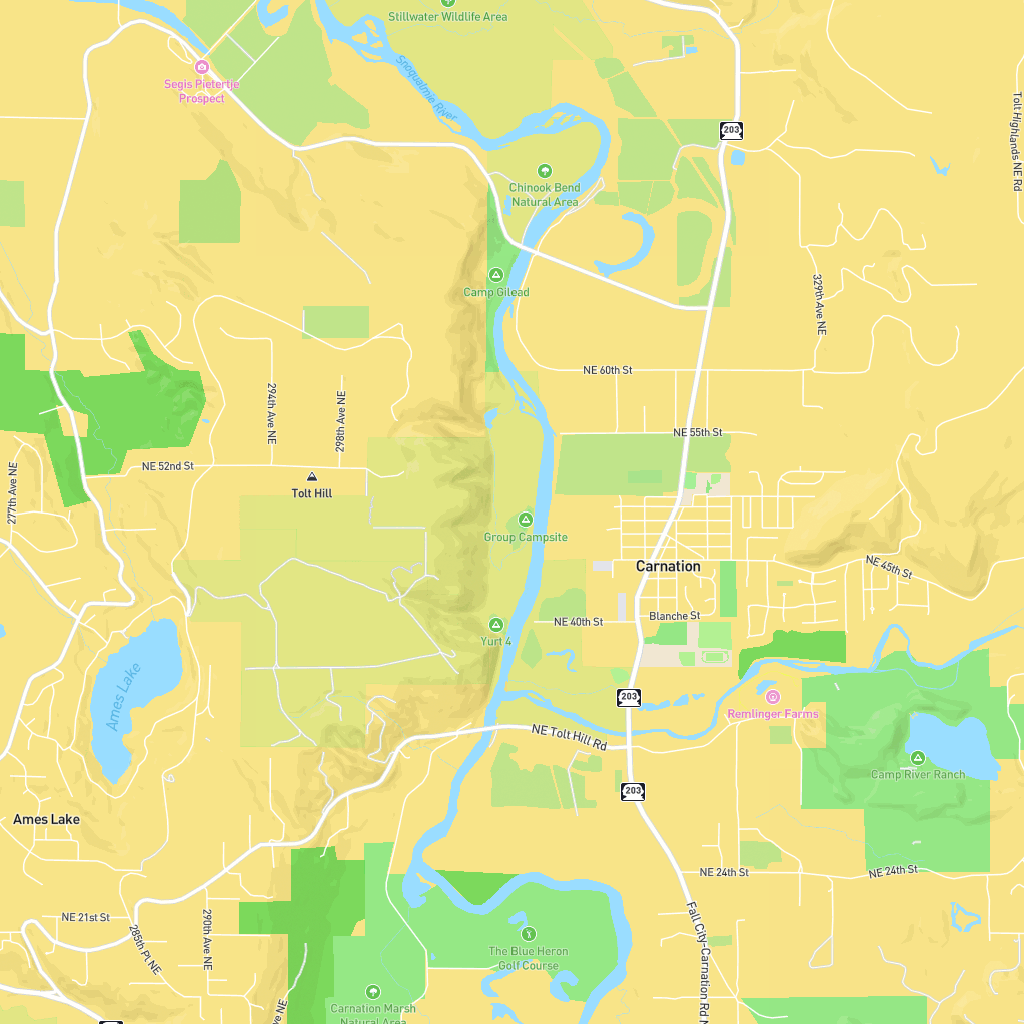 Stillwater Wildlife Area
Snoqualmie River
Segis Pietertje
Prospect
Tolt Highlands NE Rd
203
Chinook Bend
Natural Area
Camp Gilead
329th Ave NE
NE 60th St
294th Ave NE
298th Ave NE
NE 55th St
NE 52nd St
277th Ave NE
Tolt Hill
Group Campsite
Carnation
NE 45th St
Blanche St
NE 40th St
Yurt 4
Ames Lake
203
Remlinger Farms
NE Tolt Hill Rd
Camp River Ranch
203
Ames Lake
NE 24th St
NE 24th St
NE 21st St
290th Ave NE
285th Pl NE
Fall City-Carnation Rd N
The Blue Heron
Golf Course
Carnation Marsh
Natural Area
ve NE